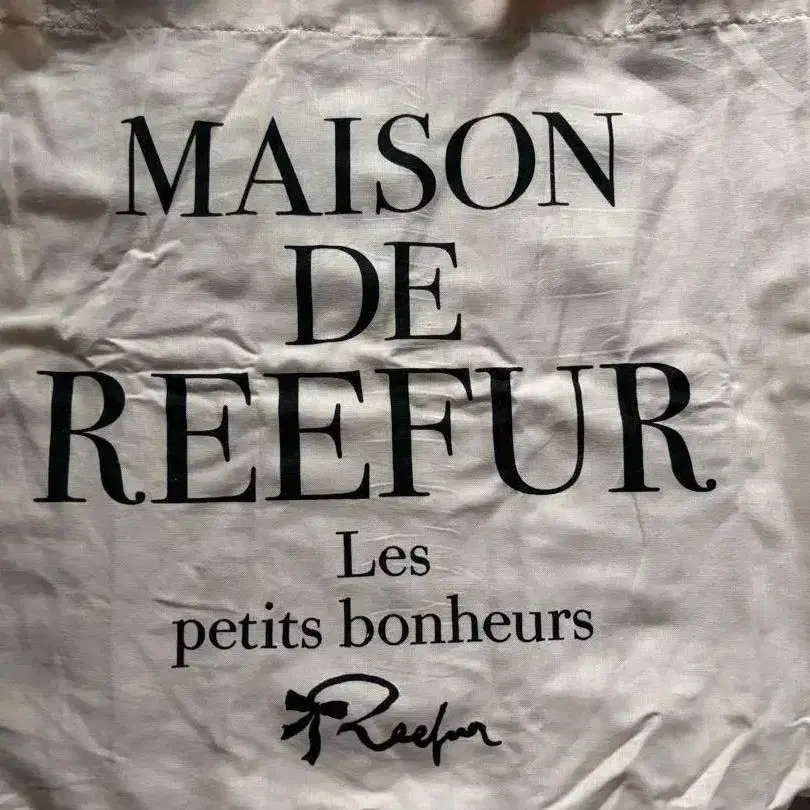 MAISON
DE
REEFUR
Les
petits bonheurs
Reefur